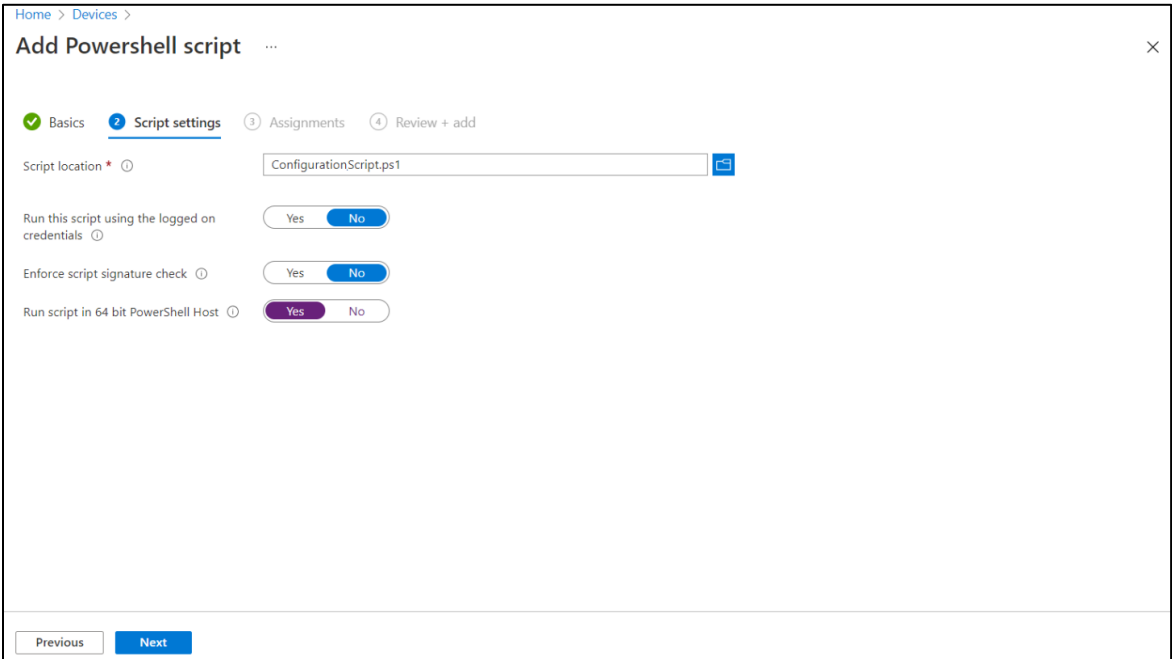 Home > Devices >
Add Powershell script ...
Basics 2 Script settings 3 Assignments 4 Review + add
Script location * ConfigurationScript.ps1
Run this script using the logged on Yes No
credentials
Enforce script signature check Yes No
Run script in 64 bit PowerShell Host Yes No
Previous Next